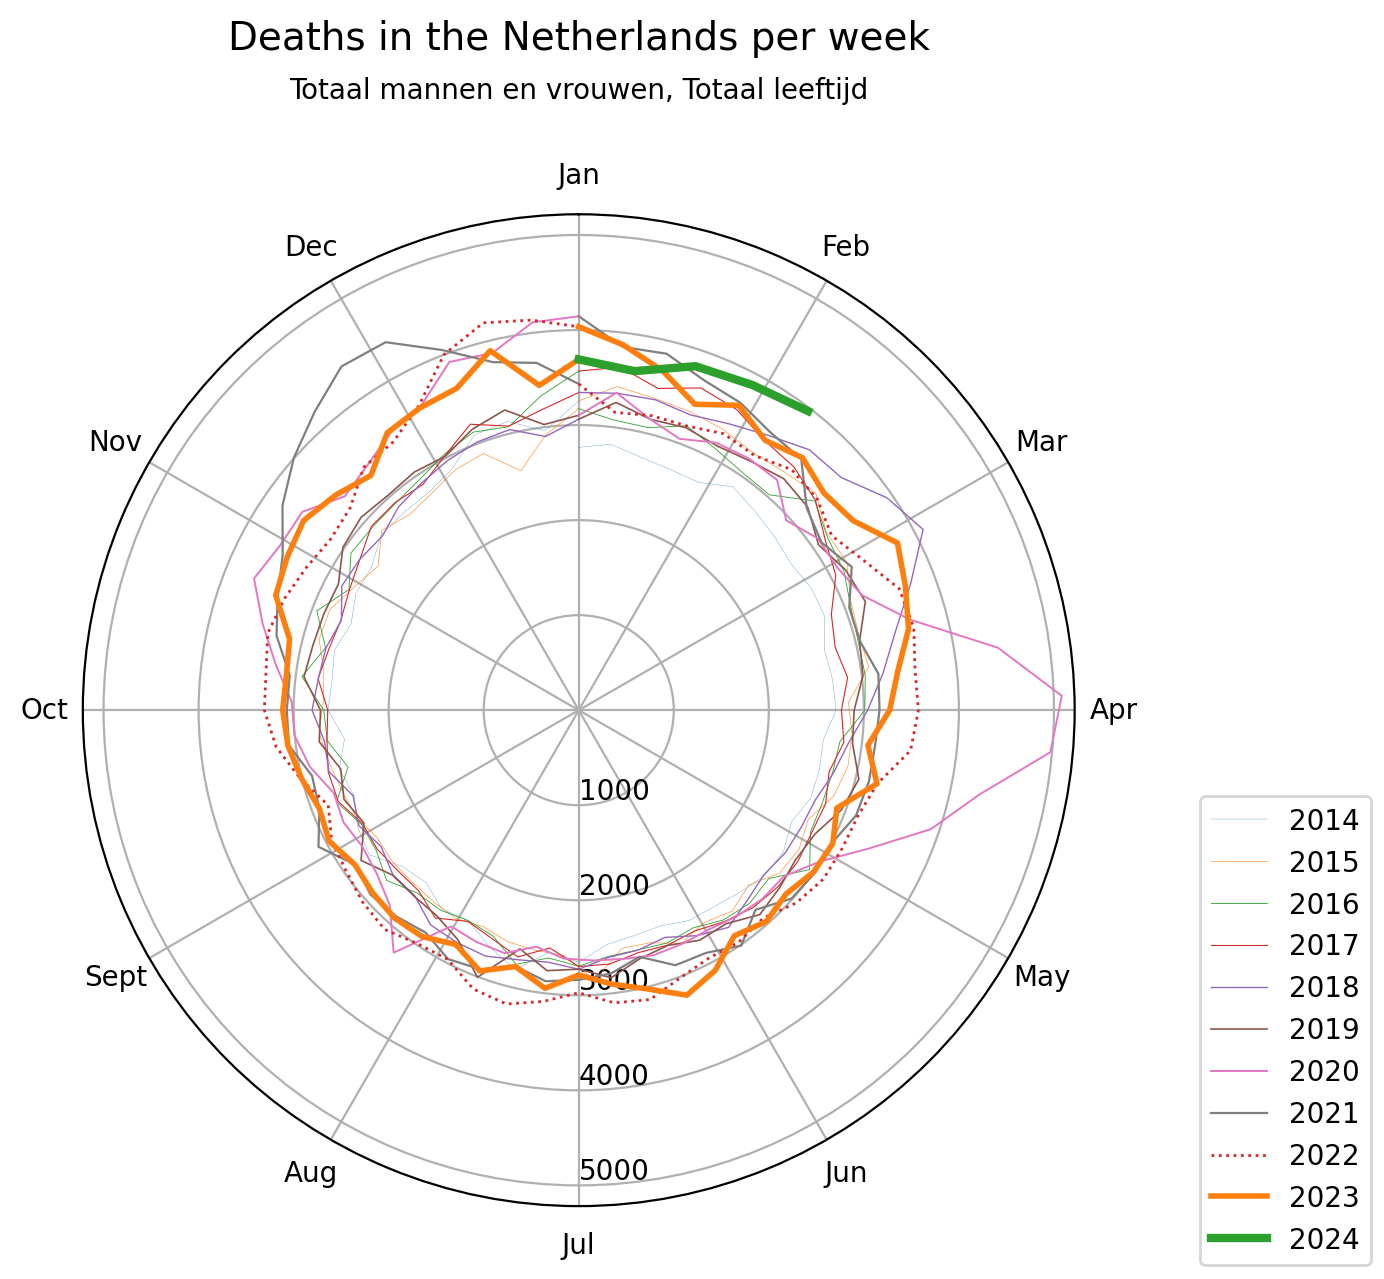 Deaths in the Netherlands per week
Totaal mannen en vrouwen, Totaal leeftijd
Jan
Dec
Feb
Nov
Mar
Oct
Apr
1000
2000
3000
4000
5000
Sept
May
Aug
Jun
Jul
2014
2015
2016
2017
2018
2019
2020
2021
2022
2023
2024